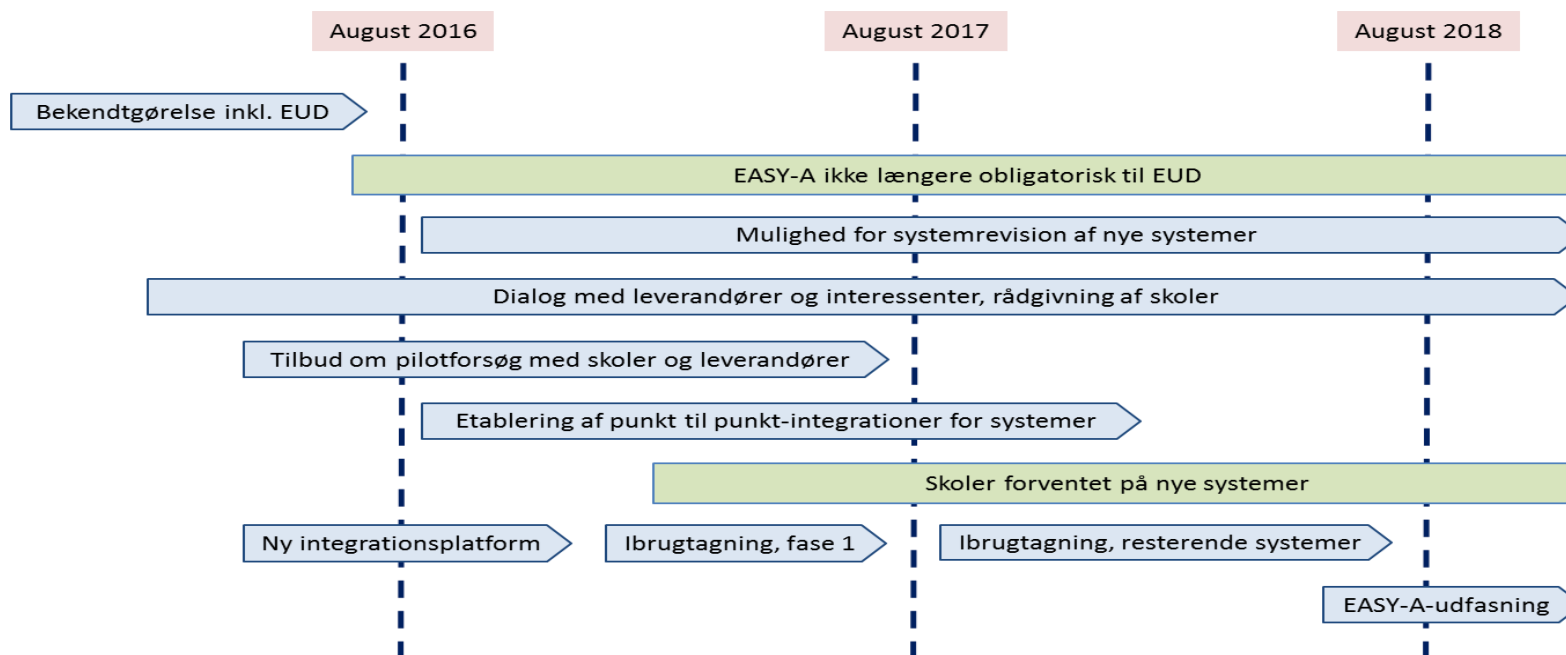 August 2016
August 2017
August 2018
Bekendtgørelse inkl. EUD
EASY-A ikke længere obligatorisk til EUD
Mulighed for systemrevision af nye systemer
Dialog med leverandører og interessenter, rådgivning af skoler
Tilbud om pilotforsøg med skoler og leverandører
Etablering af punkt til punkt-integrationer for systemer
Skoler forventet på nye systemer
Ny integrationsplatform
Ibrugtagning, fase 1
Ibrugtagning, resterende systemer
EASY-A-udfasning